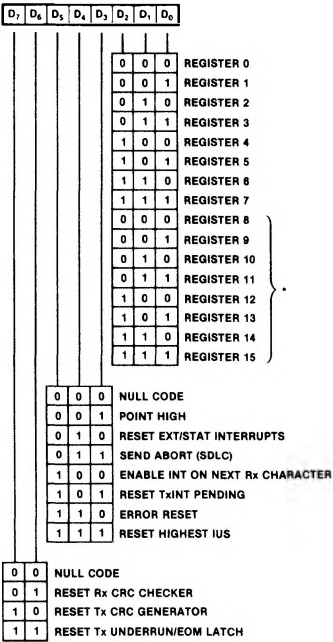 D₇ D₆ D₅ D₄ D₃ D₂ D₁ D₀
0 0 0 REGISTER 0
0 0 1 REGISTER 1
0 1 0 REGISTER 2
0 1 1 REGISTER 3
1 0 0 REGISTER 4
1 0 1 REGISTER 5
1 1 0 REGISTER 6
1 1 1 REGISTER 7
0 0 0 REGISTER 8
0 0 1 REGISTER 9
0 1 0 REGISTER 10
0 1 1 REGISTER 11
1 0 0 REGISTER 12 *
1 0 1 REGISTER 13
1 1 0 REGISTER 14
1 1 1 REGISTER 15
0 0 0 NULL CODE
0 0 1 POINT HIGH
0 1 0 RESET EXT/STAT INTERRUPTS
0 1 1 SEND ABORT (SDLC)
1 0 0 ENABLE INT ON NEXT Rx CHARACTER
1 0 1 RESET TxINT PENDING
1 1 0 ERROR RESET
1 1 1 RESET HIGHEST IUS
0 0 NULL CODE
0 1 RESET Rx CRC CHECKER
1 0 RESET Tx CRC GENERATOR
1 1 RESET Tx UNDERRUN/EOM LATCH